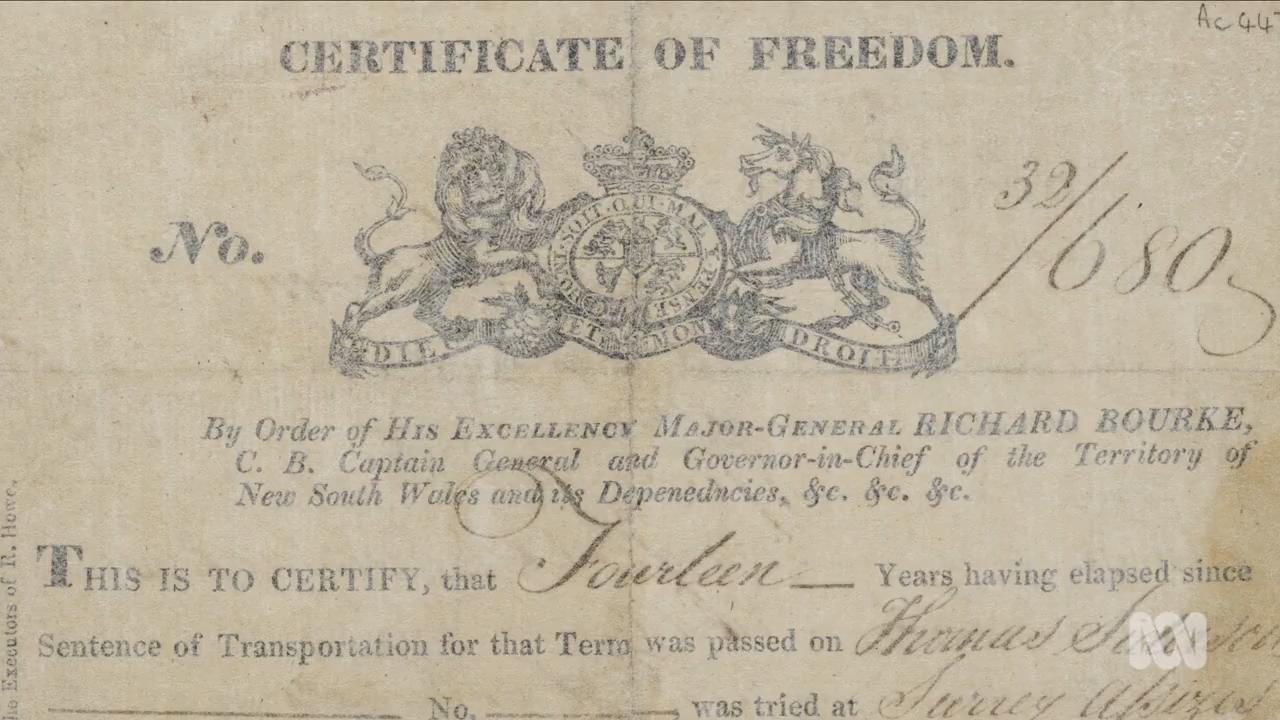 Ac 44
CERTIFICATE OF FREEDOM.
No. 32/680
SOIT·QUI·MAL Y·PENSE
DIEU ET MON DROIT
By Order of His Excellency Major-General RICHARD BOURKE,
C. B. Captain General and Governor-in-Chief of the Territory of
New South Wales and its Depenedncies, &c. &c. &c.
This is to certify, that Fourteen Years having elapsed since
Sentence of Transportation for that Term was passed on Thomas
No. , was tried at Surrey Assizes
he Executors of R. Howe.